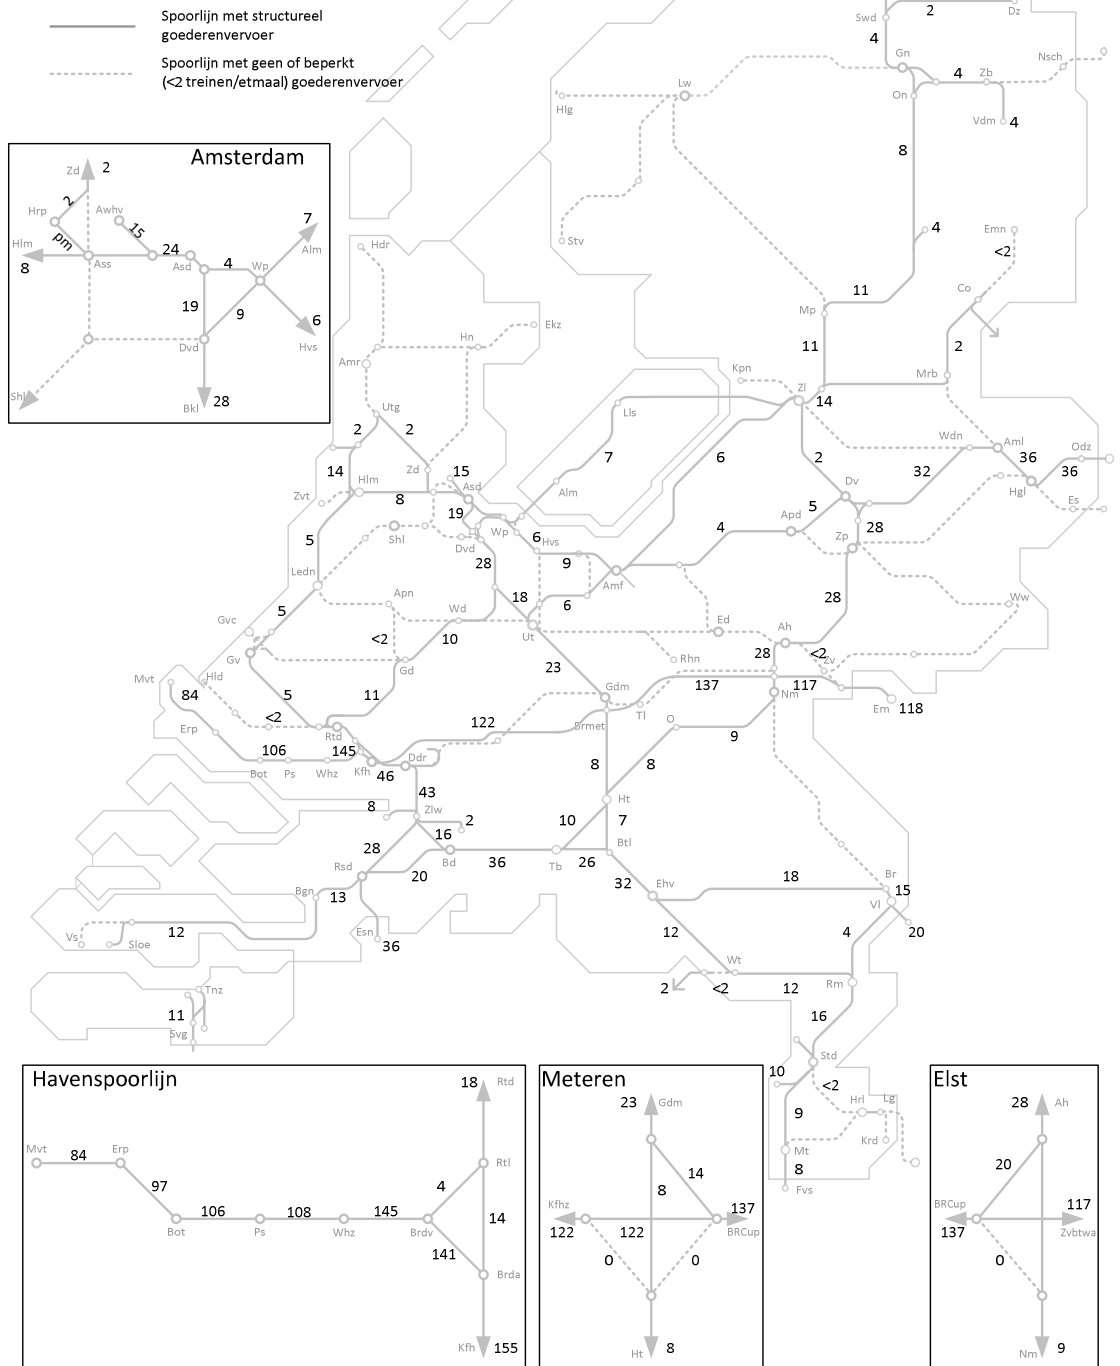 Spoorlijn met structureel
goederenvervoer
Spoorlijn met geen of beperkt
(<2 treinen/etmaal) goederenvervoer
Swd
2
Dz
4
Gn
On
4
Zb
Nsch
Vdm
4
Lw
Hlg
8
Stv
4
Emn
<2
Co
11
Mp
11
2
Mrb
Amsterdam
Zd
2
Hrp
2
Awhv
15
7
pm
Hlm
8
Ass
24
Asd
4
Wp
Alm
19
9
6
Hvs
Dvd
Shl
Bkl
28
Hdr
Ekz
Hn
Amr
Kpn
Zl
14
Utg
Lls
2
2
7
6
2
Wdn
Aml
36
Odz
36
Hgl
Es
32
14
Hlm
Zd
15
Asd
8
Zvt
Alm
19
Dv
5
Apd
28
Zp
4
5
Shl
Dvd
Wp
6
Hvs
9
28
Ledn
Amf
Apn
18
6
28
Ww
5
Gvc
Wd
10
Ut
Ed
Ah
28
<2
Zv
<2
Gv
Gd
23
Rhn
Mvt
84
Hld
5
11
Gdm
137
117
Nm
Em
118
Tl
<2
Erp
Rtd
122
Brmet
O
9
106
145
Bot
Ps
Whz
Kfh
46
Ddr
8
8
43
Ht
8
Zlw
2
16
10
7
Btl
28
Bd
36
Tb
26
Rsd
20
32
Ehv
18
Br
15
Vl
Bgn
13
12
Vs
Sloe
Esn
36
12
4
20
Wt
2
<2
12
Rm
Tnz
11
Svg
16
Std
10
<2
9
Hrl
Lg
Krd
Mt
8
Fvs
Havenspoorlijn
18
Rtd
Mvt
84
Erp
Rtl
97
4
106
108
145
14
Bot
Ps
Whz
Brdv
141
Brda
Kfh
155
Meteren
23
Gdm
14
8
Kfhz
137
122
122
BRCup
0
0
Ht
8
Elst
28
Ah
20
BRCup
117
137
Zvbtwa
0
Nm
9